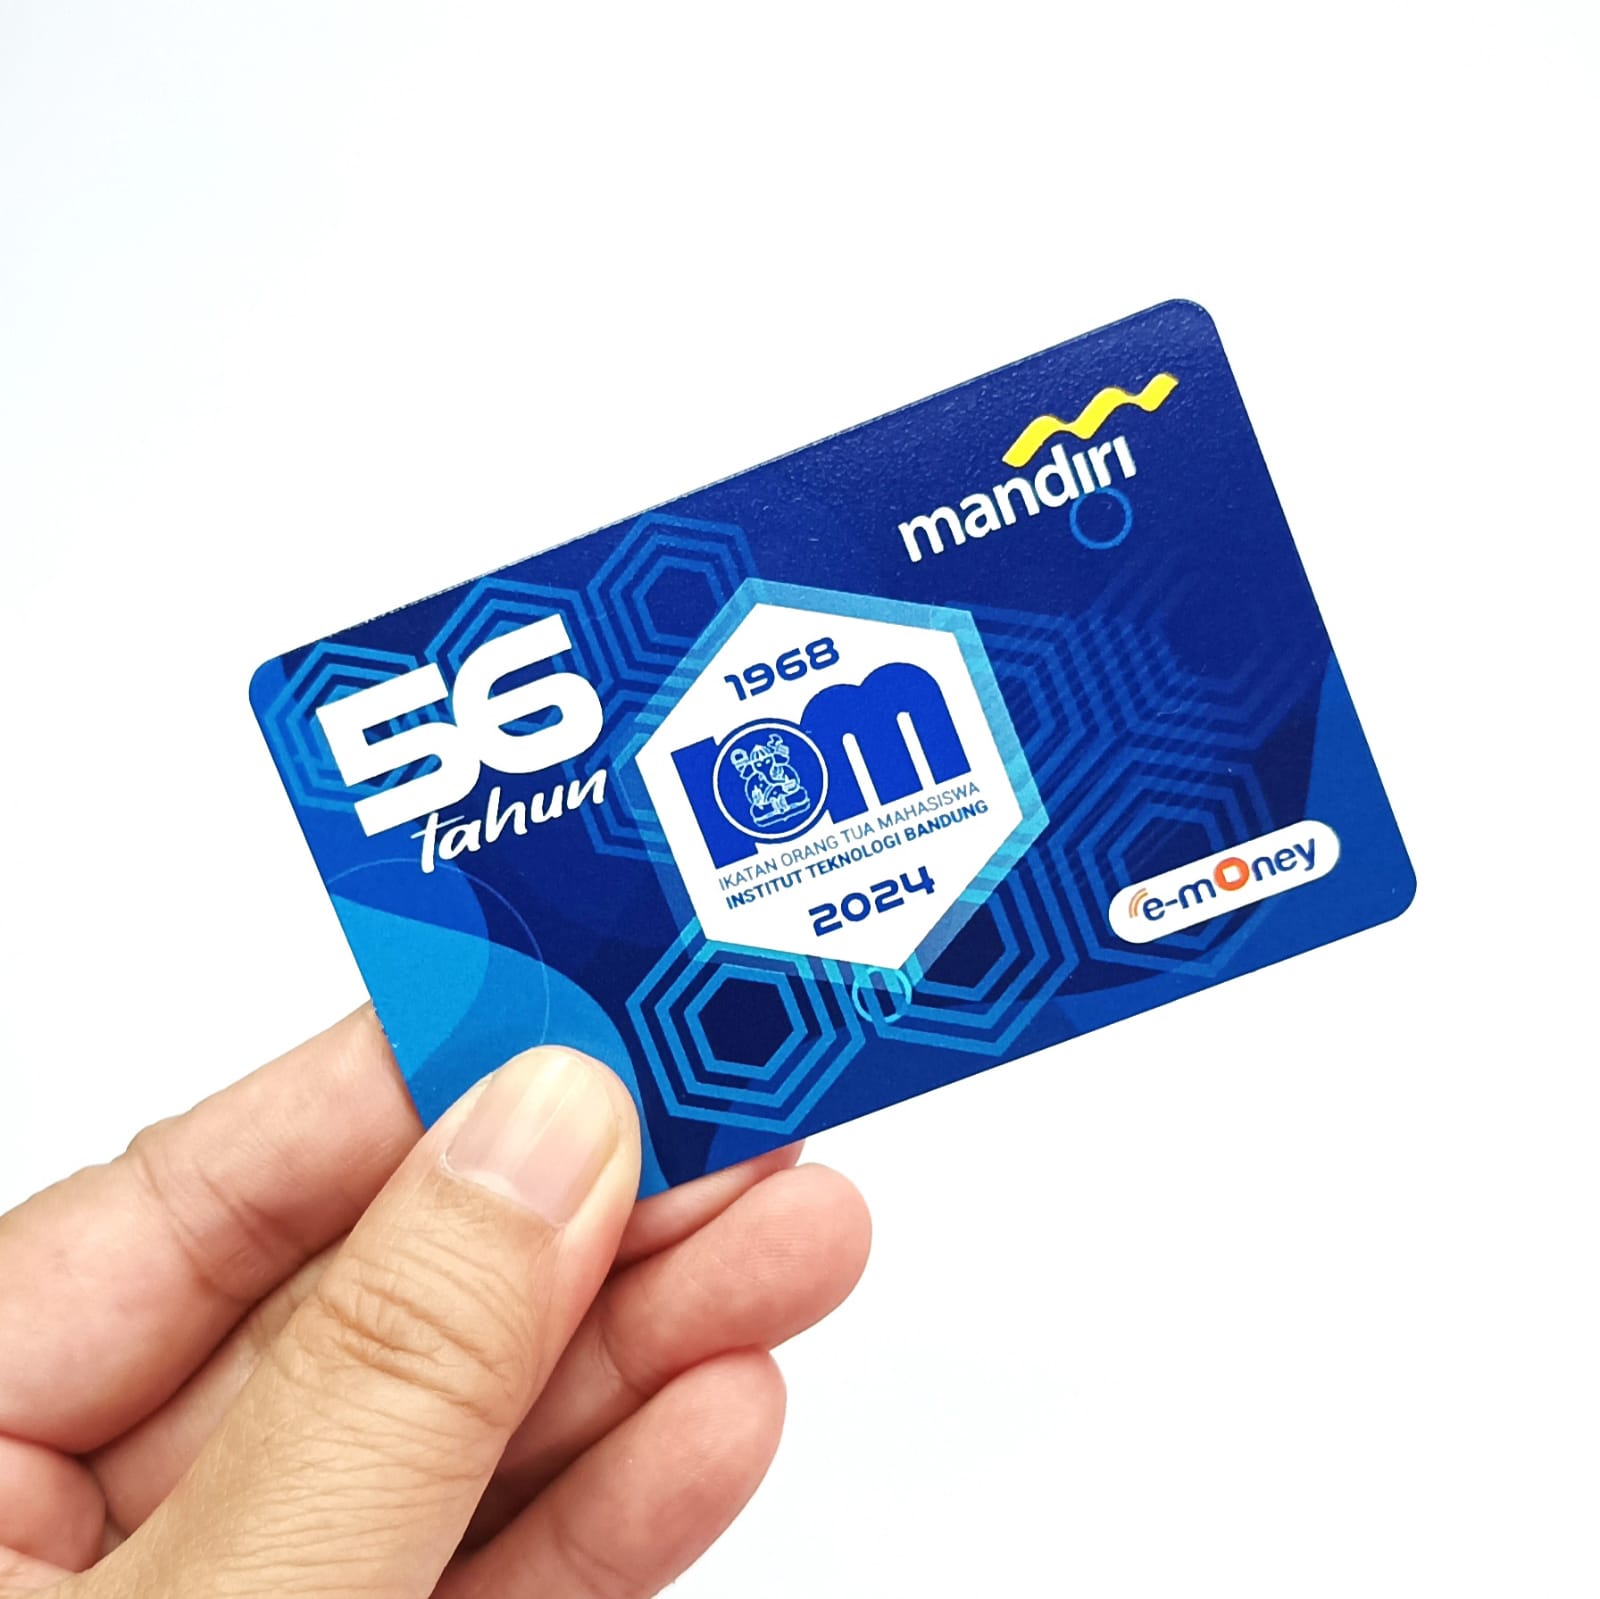 mandiri
56
tahun
1968
IOM
IKATAN ORANG TUA MAHASISWA
INSTITUT TEKNOLOGI BANDUNG
2024
e-money